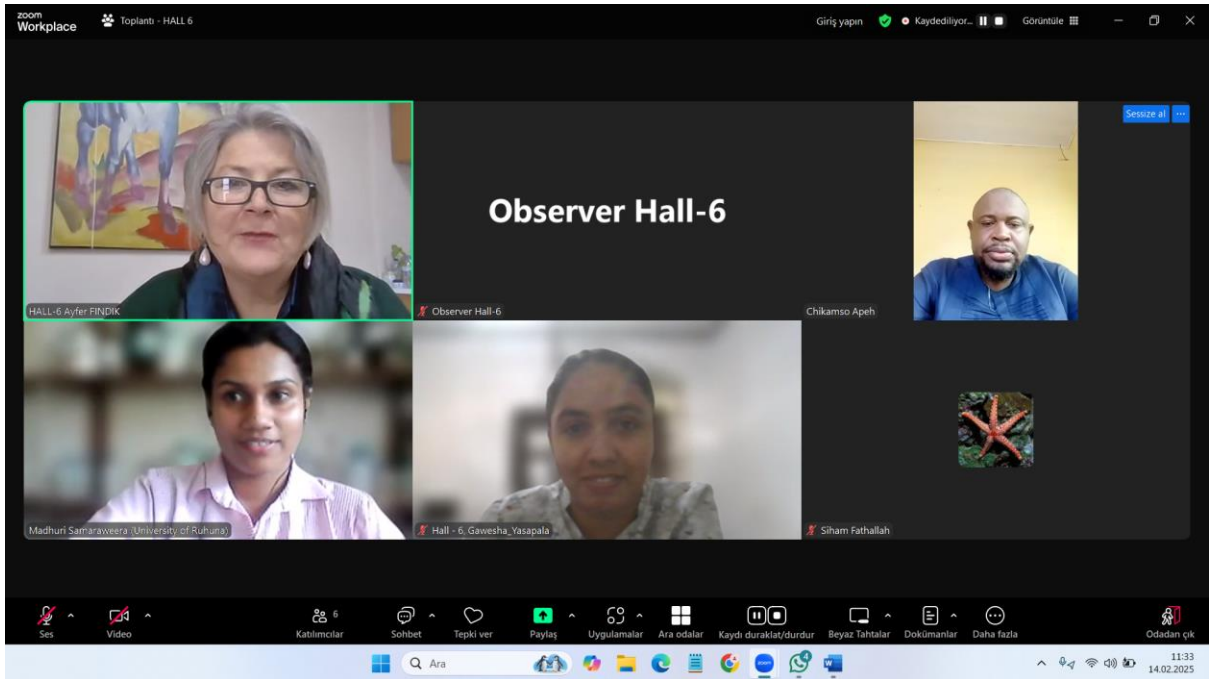 zoom
Workplace
Toplantı - HALL 6
Giriş yapın
Kaydediliyor...
Görüntüle
Sessize al
HALL-6 Ayfer FINDIK
Observer Hall-6
Observer Hall-6
Chikamso Apeh
Madhuri Samaraweera (University of Ruhuna)
Hall - 6, Gawesha_Yasapala
Siham Fathallah
Ses
Video
6
Katılımcılar
Sohbet
Tepki ver
Paylaş
Uygulamalar
Ara odalar
Kaydı duraklat/durdur
Beyaz Tahtalar
Dokümanlar
Daha fazla
Odadan çık
Ara
11:33
14.02.2025